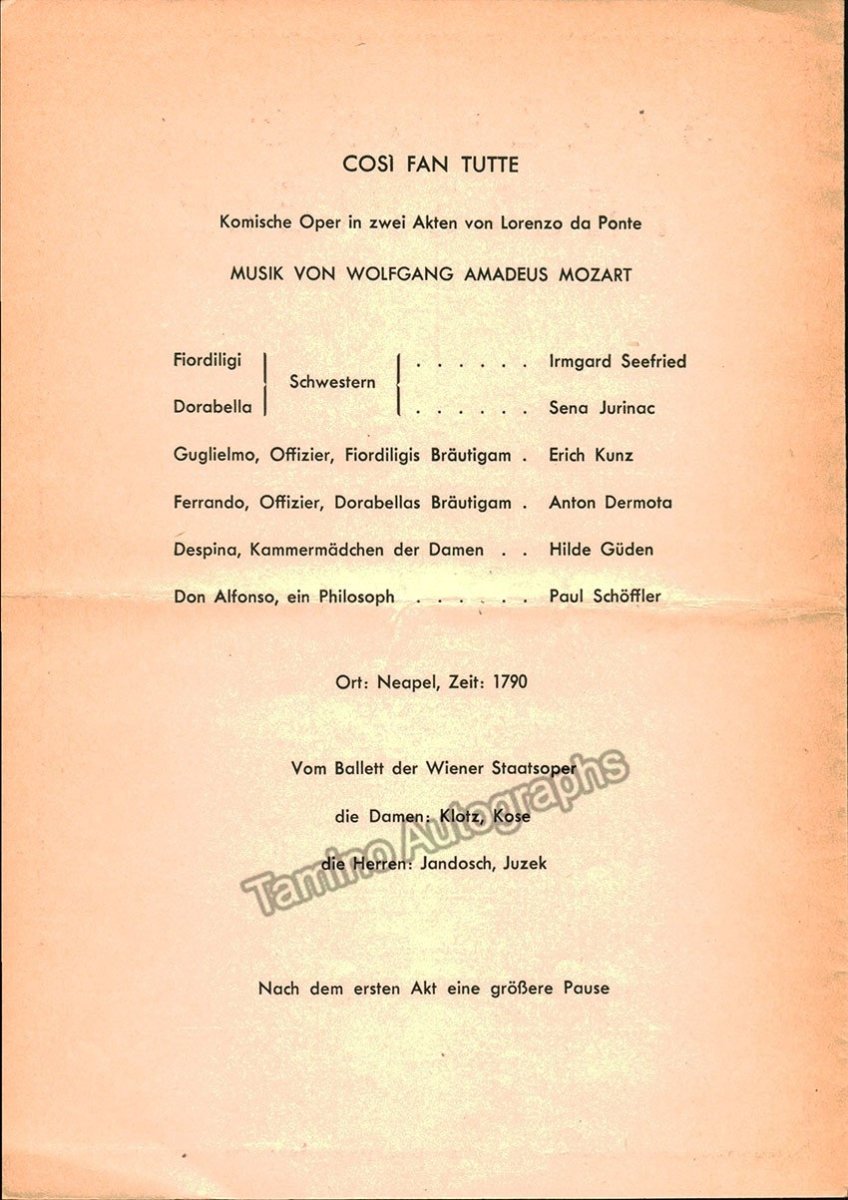 COSÌ FAN TUTTE
Komische Oper in zwei Akten von Lorenzo da Ponte
MUSIK VON WOLFGANG AMADEUS MOZART
Fiordiligi . . . . . . Irmgard Seefried
Schwestern
Dorabella . . . . . . Sena Jurinac
Guglielmo, Offizier, Fiordiligis Bräutigam . Erich Kunz
Ferrando, Offizier, Dorabellas Bräutigam . Anton Dermota
Despina, Kammermädchen der Damen . . Hilde Güden
Don Alfonso, ein Philosoph . . . . . . Paul Schöffler
Ort: Neapel, Zeit: 1790
Vom Ballett der Wiener Staatsoper
die Damen: Klotz, Kose
die Herren: Jandosch, Juzek
Tamino Autographs
Nach dem ersten Akt eine größere Pause